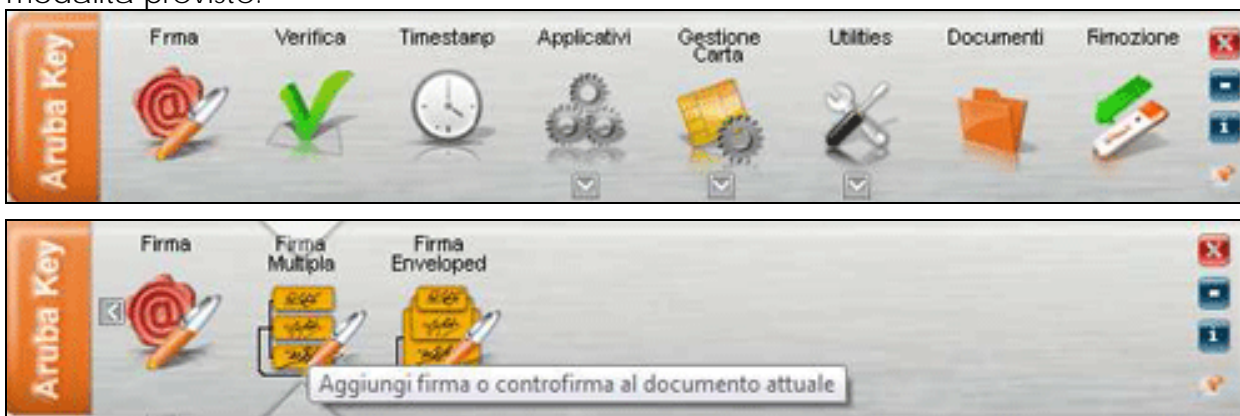 modalità previste.
Aruba Key
Frma
Verifica
Timestamp
Applicativi
Gestione
Carta
Utilities
Documenti
Rimozione
Aruba Key
Firma
Firma
Multipla
Firma
Enveloped
Aggiungi firma o controfirma al documento attuale